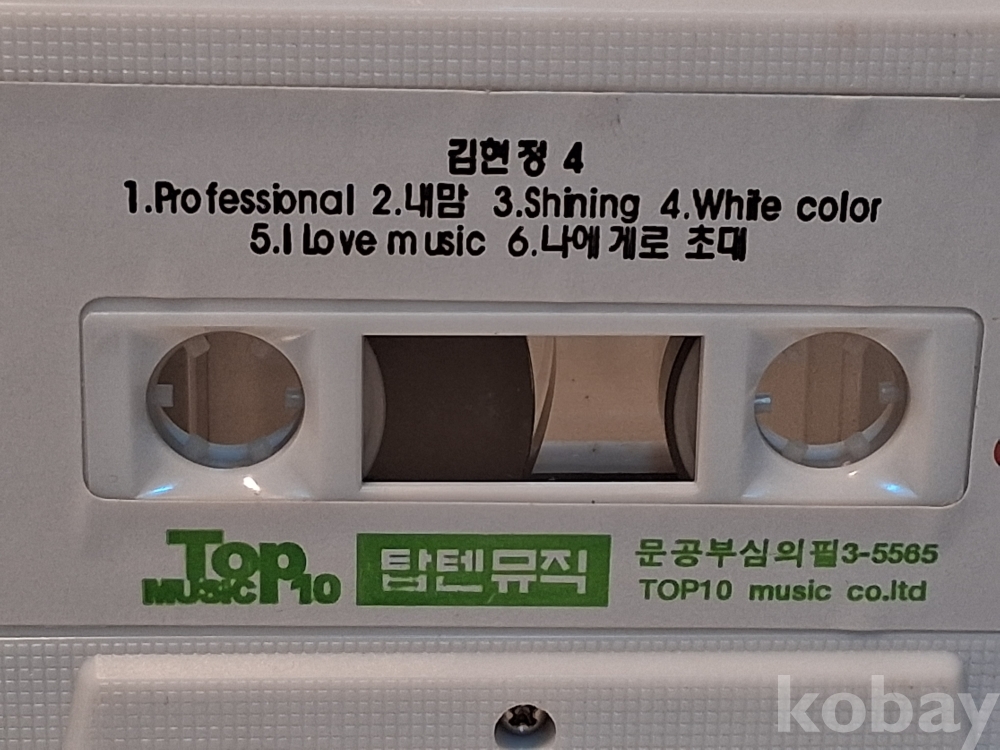 김현정 4
1.Professional 2.내맘 3.Shining 4.White color
5.I Love music 6.나에게로 초대
Top MUSIC 10
탑텐뮤직
문공부심의필3-5565
TOP10 music co.ltd
kobay